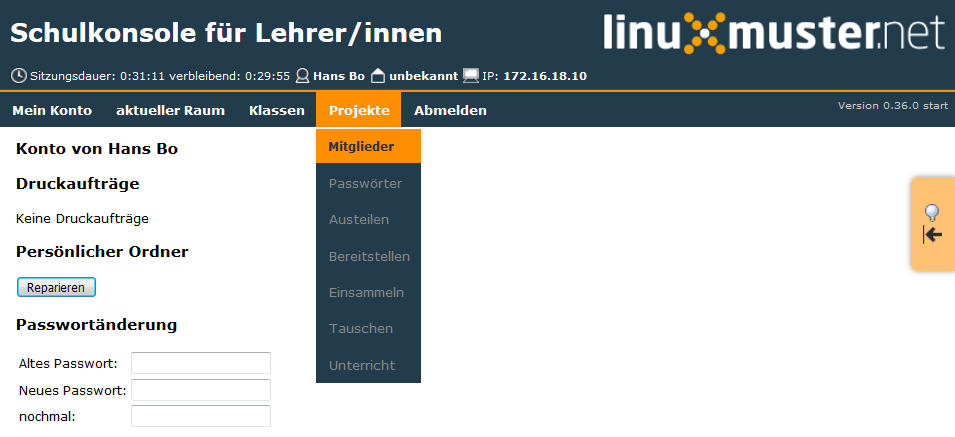 Schulkonsole für Lehrer/innen
linuxmuster.net
Sitzungsdauer: 0:31:11 verbleibend: 0:29:55 Hans Bo unbekannt IP: 172.16.18.10
Mein Konto aktueller Raum Klassen Projekte Abmelden Version 0.36.0 start
Mitglieder
Passwörter
Austeilen
Bereitstellen
Einsammeln
Tauschen
Unterricht
Konto von Hans Bo
Druckaufträge
Keine Druckaufträge
Persönlicher Ordner
Reparieren
Passwortänderung
Altes Passwort:
Neues Passwort:
nochmal: